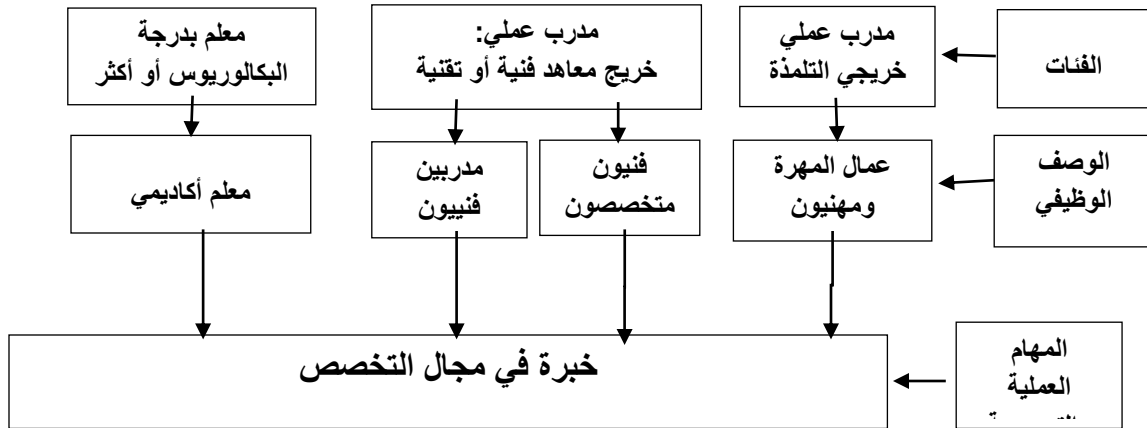 الفئات
مدرب عملي
خريجي التلمذة
مدرب عملي:
خريج معاهد فنية أو تقنية
معلم بدرجة
البكالوريوس أو أكثر
الوصف
الوظيفي
عمال المهرة
ومهنيون
فنيون
متخصصون
مدربين
فنييون
معلم أكاديمي
المهام
العملية
خبرة في مجال التخصص